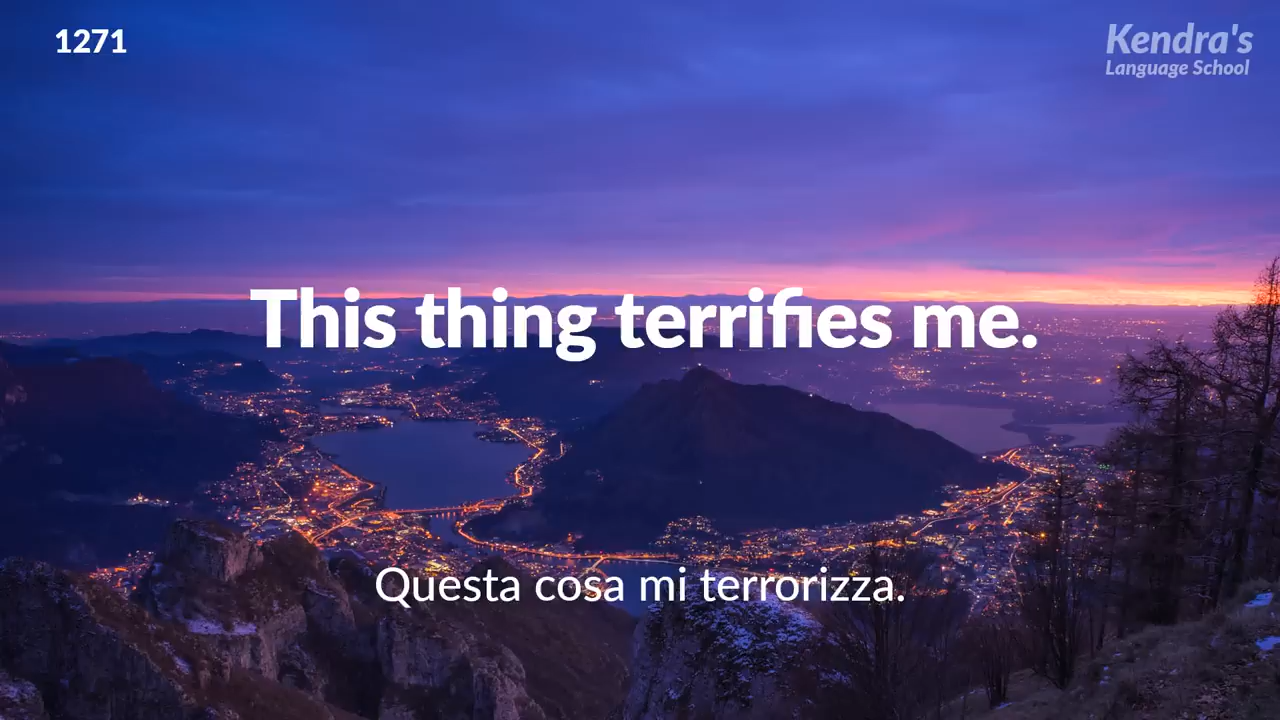 1271
Kendra's
Language School
This thing terrifies me.
Questa cosa mi terrorizza.